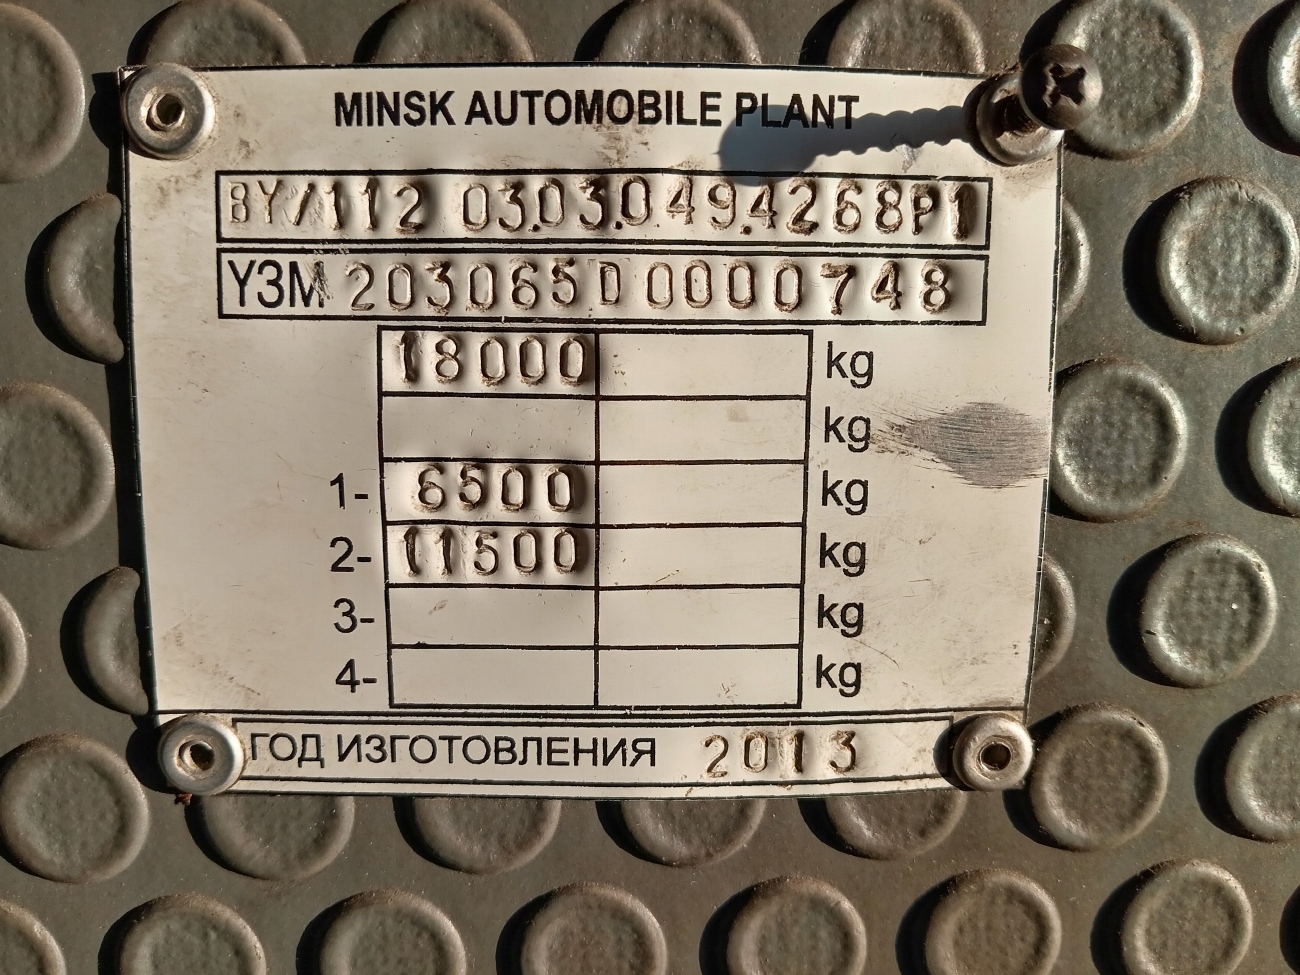 MINSK AUTOMOBILE PLANT
BY/112 03.03.049.4268P1
Y3M 203065D0000748
18000 kg
kg
1- 6500 kg
2- 11500 kg
3- kg
4- kg
ГОД ИЗГОТОВЛЕНИЯ 2013